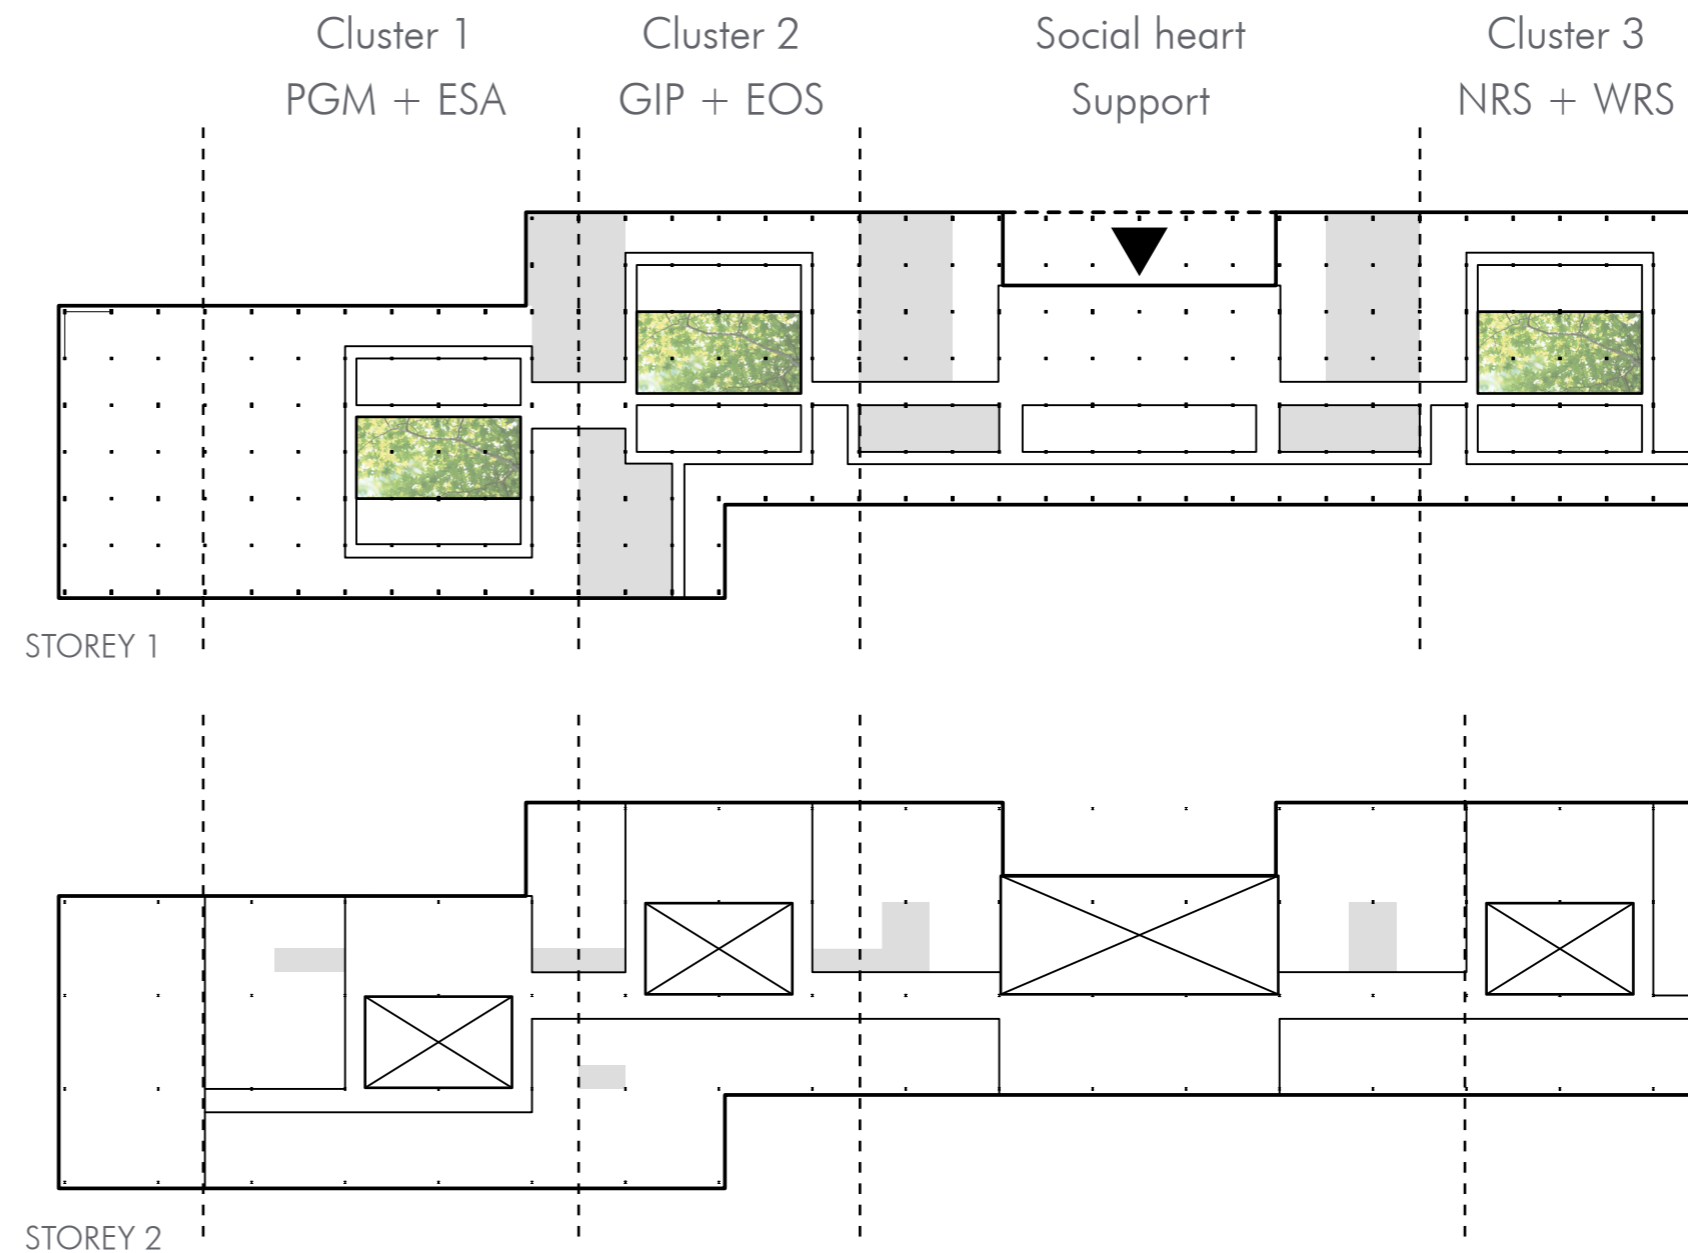 Cluster 1
PGM + ESA
Cluster 2
GIP + EOS
Social heart
Support
Cluster 3
NRS + WRS
STOREY 1
STOREY 2